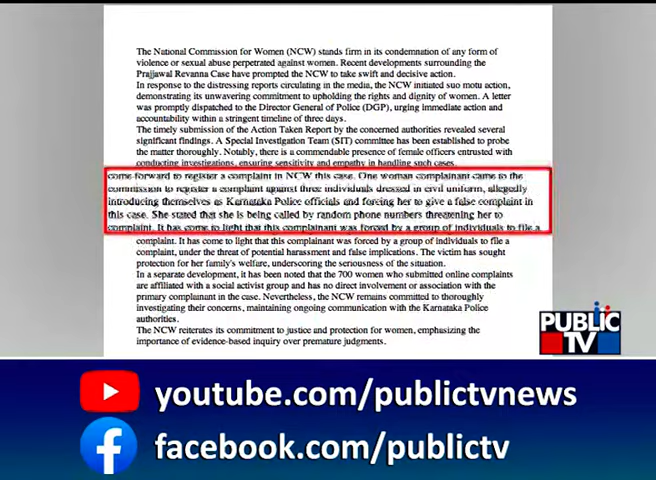 The National Commission for Women (NCW) stands firm in its condemnation of any form of
violence or sexual abuse perpetrated against women. Recent developments surrounding the
Prajjawal Revanna Case have prompted the NCW to take swift and decisive action.
In response to the distressing reports circulating in the media, the NCW initiated suo motu action,
demonstrating its unwavering commitment to upholding the rights and dignity of women. A letter
was promptly dispatched to the Director General of Police (DGP), urging immediate action and
accountability within a stringent timeline of three days.
The timely submission of the Action Taken Report by the concerned authorities revealed several
significant findings. A Special Investigation Team (SIT) committee has been established to probe
the matter thoroughly. Notably, there is a commendable presence of female officers entrusted with
conducting investigations, ensuring sensitivity and empathy in handling such cases.
come forward to register a complaint in NCW this case. One woman complainant came to the
commission to register a complaint against three individuals dressed in civil uniform, allegedly
introducing themselves as Karnataka Police officials and forcing her to give a false complaint in
this case. She stated that she is being called by random phone numbers threatening her to
complaint. It has come to light that this complainant was forced by a group of individuals to file a
complaint. It has come to light that this complainant was forced by a group of individuals to file a
complaint, under the threat of potential harassment and false implications. The victim has sought
protection for her family's welfare, underscoring the seriousness of the situation.
In a separate development, it has been noted that the 700 women who submitted online complaints
are affiliated with a social activist group and has no direct involvement or association with the
primary complainant in the case. Nevertheless, the NCW remains committed to thoroughly
investigating their concerns, maintaining ongoing communication with the Karnataka Police
authorities.
The NCW reiterates its commitment to justice and protection for women, emphasizing the
importance of evidence-based inquiry over premature judgments.
PUBLIC
TV
youtube.com/publictvnews
facebook.com/publictv